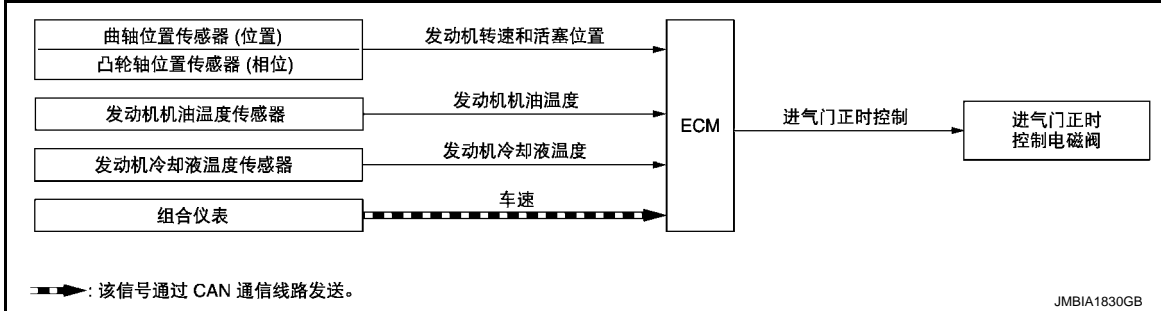 曲轴位置传感器 (位置)
发动机转速和活塞位置
凸轮轴位置传感器 (相位)
发动机机油温度传感器
发动机机油温度
发动机冷却液温度传感器
发动机冷却液温度
组合仪表
车速
ECM
进气门正时控制
进气门正时
控制电磁阀
: 该信号通过 CAN 通信线路发送。
JMBIA1830GB